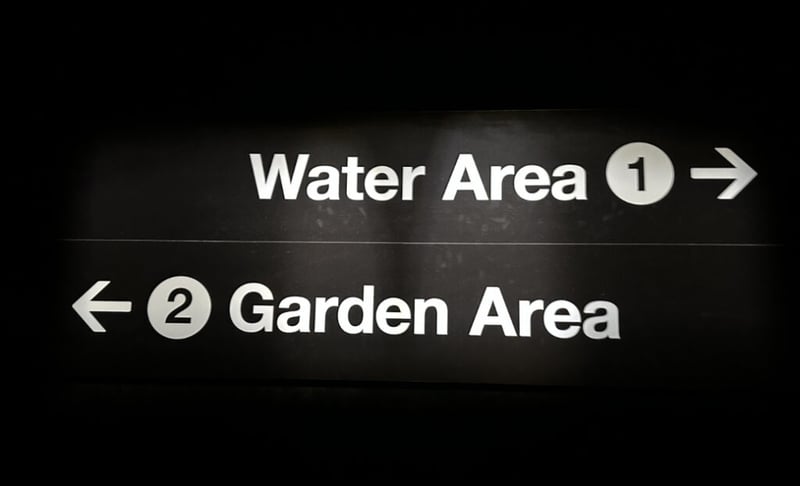 Water Area 1 →
← 2 Garden Area